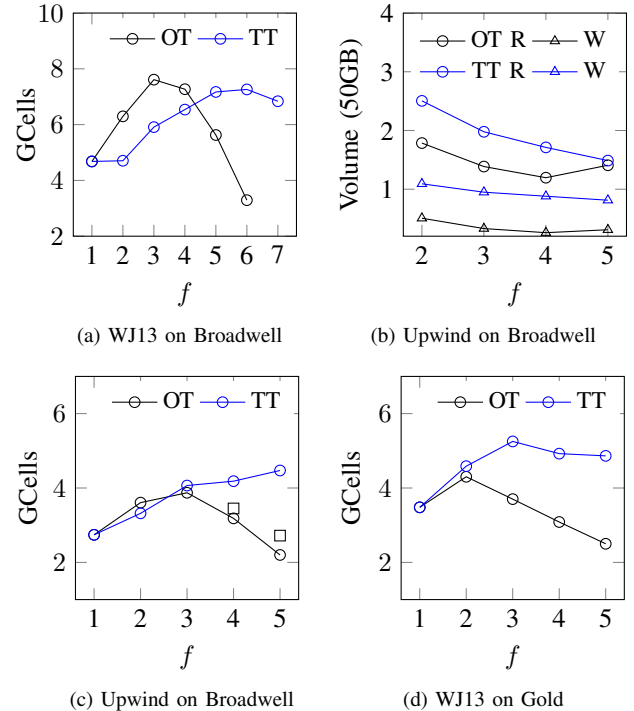 OT TT
10
8
6
4
2
GCells
1 2 3 4 5 6 7
f
(a) WJ13 on Broadwell
OT R W
TT R W
4
3
2
1
Volume (50GB)
2 3 4 5
f
(b) Upwind on Broadwell
OT TT
6
4
2
GCells
1 2 3 4 5
f
(c) Upwind on Broadwell
OT TT
6
4
2
GCells
1 2 3 4 5
f
(d) WJ13 on Gold